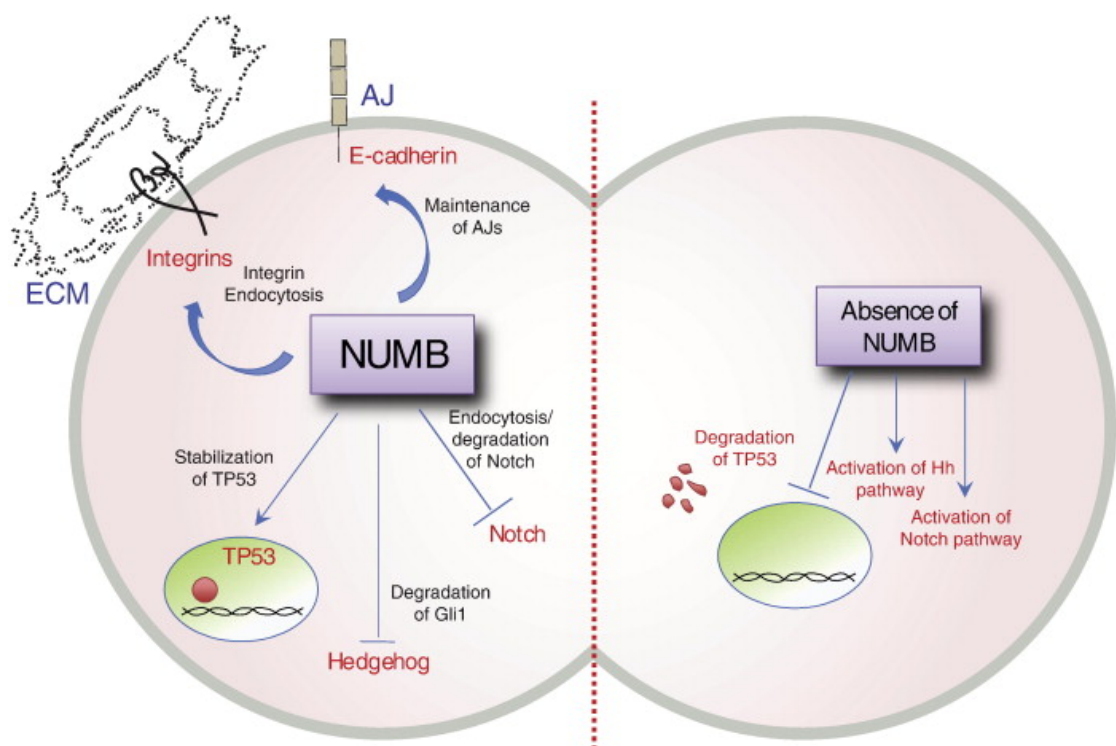 AJ
E-cadherin
Maintenance
of AJs
Integrins
ECM
Integrin
Endocytosis
NUMB
Endocytosis/
degradation
of Notch
Stabilization
of TP53
Notch
TP53
Degradation
of Gli1
Hedgehog
Absence of
NUMB
Degradation
of TP53
Activation of Hh
pathway
Activation of
Notch pathway